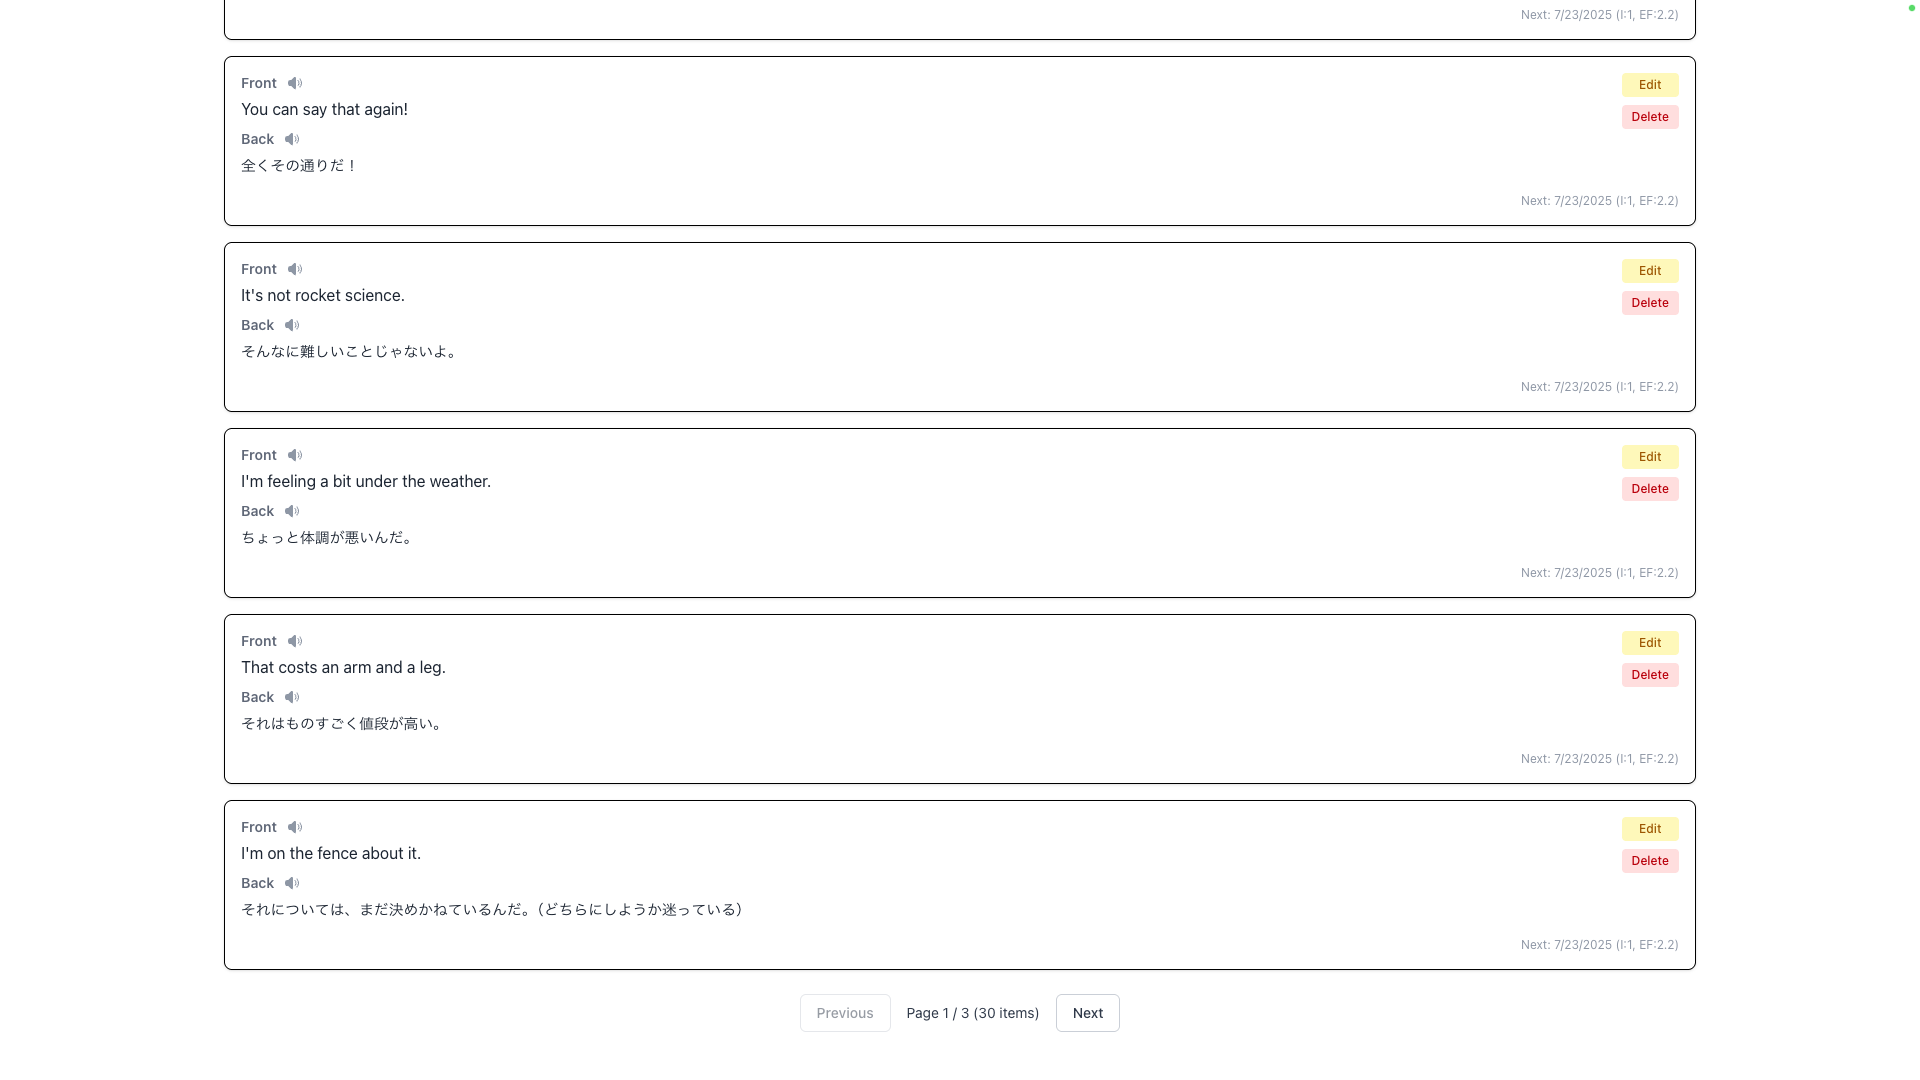 Next: 7/23/2025 (I:1, EF:2.2)
Front
Edit
You can say that again!
Delete
Back
全くその通りだ！
Next: 7/23/2025 (I:1, EF:2.2)
Front
Edit
It's not rocket science.
Delete
Back
そんなに難しいことじゃないよ。
Next: 7/23/2025 (I:1, EF:2.2)
Front
Edit
I'm feeling a bit under the weather.
Delete
Back
ちょっと体調が悪いんだ。
Next: 7/23/2025 (I:1, EF:2.2)
Front
Edit
That costs an arm and a leg.
Delete
Back
それはものすごく値段が高い。
Next: 7/23/2025 (I:1, EF:2.2)
Front
Edit
I'm on the fence about it.
Delete
Back
それについては、まだ決めかねているんだ。（どちらにしようか迷っている）
Next: 7/23/2025 (I:1, EF:2.2)
Previous Page 1 / 3 (30 items) Next